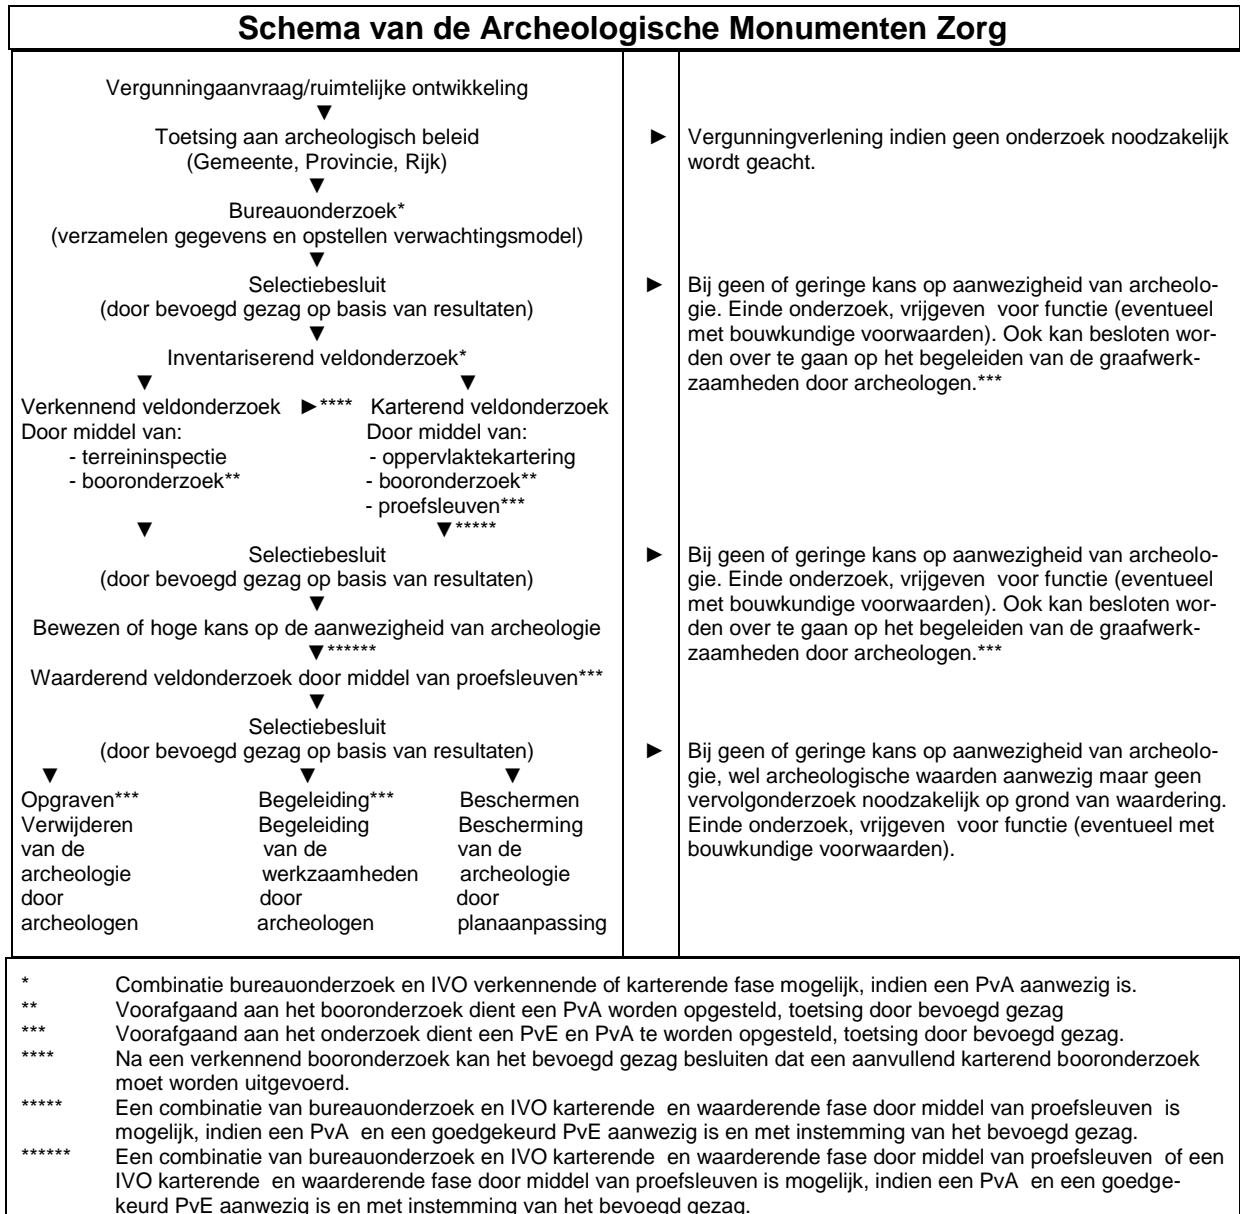 Schema van de Archeologische Monumenten Zorg
Vergunningaanvraag/ruimtelijke ontwikkeling
▼
Toetsing aan archeologisch beleid
(Gemeente, Provincie, Rijk)
► Vergunningverlening indien geen onderzoek noodzakelijk
wordt geacht.
▼
Bureauonderzoek*
(verzamelen gegevens en opstellen verwachtingsmodel)
▼
Selectiebesluit
(door bevoegd gezag op basis van resultaten)
► Bij geen of geringe kans op aanwezigheid van archeolo-
gie. Einde onderzoek, vrijgeven voor functie (eventueel
met bouwkundige voorwaarden). Ook kan besloten wor-
den over te gaan op het begeleiden van de graafwerk-
zaamheden door archeologen.***
▼
Inventariserend veldonderzoek*
▼ ▼
Verkennend veldonderzoek ►**** Karterend veldonderzoek
Door middel van: Door middel van:
- terreininspectie - oppervlaktekartering
- booronderzoek** - booronderzoek**
- proefsleuven***
▼ ▼*****
Selectiebesluit
(door bevoegd gezag op basis van resultaten)
► Bij geen of geringe kans op aanwezigheid van archeolo-
gie. Einde onderzoek, vrijgeven voor functie (eventueel
met bouwkundige voorwaarden). Ook kan besloten wor-
den over te gaan op het begeleiden van de graafwerk-
zaamheden door archeologen.***
▼
Bewezen of hoge kans op de aanwezigheid van archeologie
▼******
Waarderend veldonderzoek door middel van proefsleuven***
▼
Selectiebesluit
(door bevoegd gezag op basis van resultaten)
► Bij geen of geringe kans op aanwezigheid van archeolo-
gie, wel archeologische waarden aanwezig maar geen
vervolgonderzoek noodzakelijk op grond van waardering.
Einde onderzoek, vrijgeven voor functie (eventueel met
bouwkundige voorwaarden).
▼ ▼ ▼
Opgraven*** Begeleiding*** Beschermen
Verwijderen Begeleiding Bescherming
van de van de van de
archeologie werkzaamheden archeologie
door door door
archeologen archeologen planaanpassing
* Combinatie bureauonderzoek en IVO verkennende of karterende fase mogelijk, indien een PvA aanwezig is.
** Voorafgaand aan het booronderzoek dient een PvA worden opgesteld, toetsing door bevoegd gezag
*** Voorafgaand aan het onderzoek dient een PvE en PvA te worden opgesteld, toetsing door bevoegd gezag.
**** Na een verkennend booronderzoek kan het bevoegd gezag besluiten dat een aanvullend karterend booronderzoek
moet worden uitgevoerd.
***** Een combinatie van bureauonderzoek en IVO karterende en waarderende fase door middel van proefsleuven is
mogelijk, indien een PvA en een goedgekeurd PvE aanwezig is en met instemming van het bevoegd gezag.
****** Een combinatie van bureauonderzoek en IVO karterende en waarderende fase door middel van proefsleuven of een
IVO karterende en waarderende fase door middel van proefsleuven is mogelijk, indien een PvA en een goedge-
keurd PvE aanwezig is en met instemming van het bevoegd gezag.